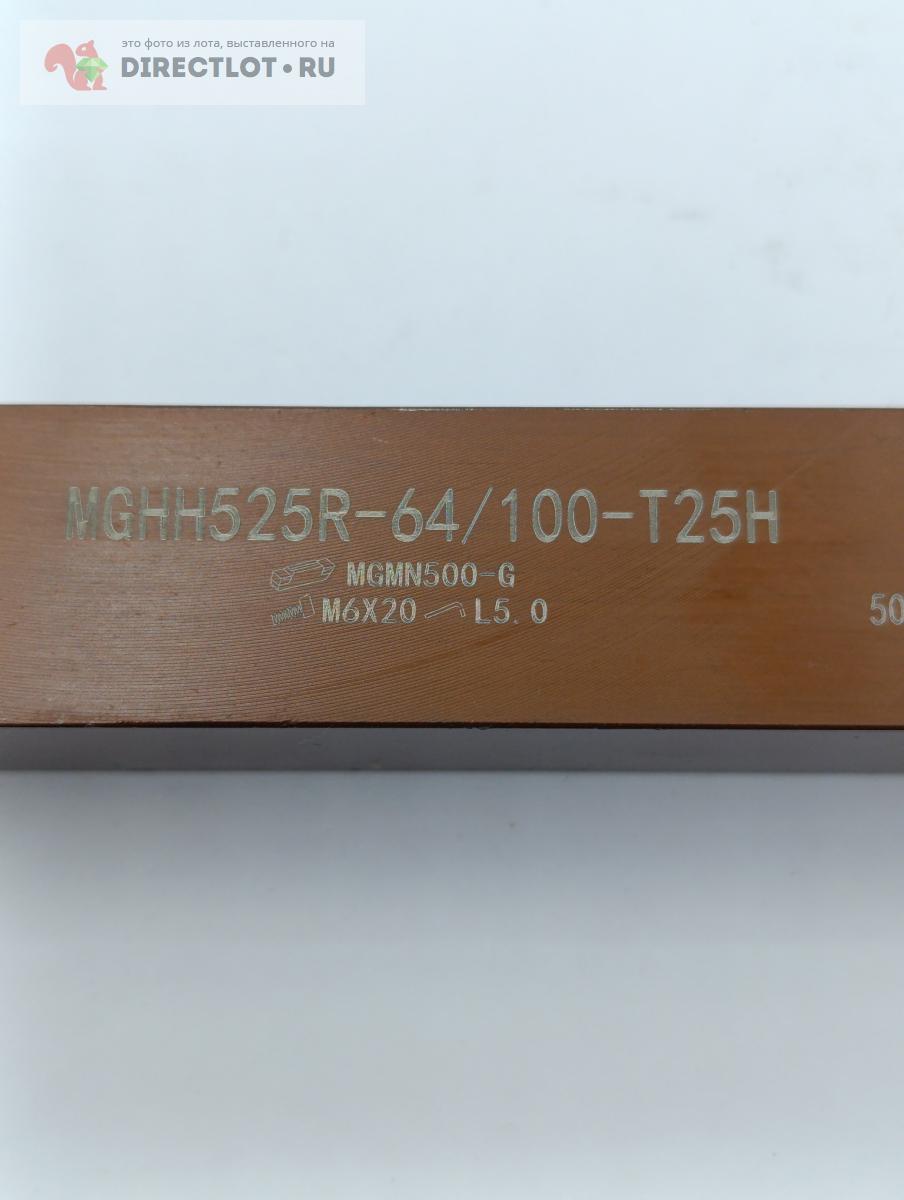 это фото из лота, выставленного на
DIRECTLOT•RU
MGHH525R-64/100-T25H
MGMN500-G
M6X20 L5.0
50